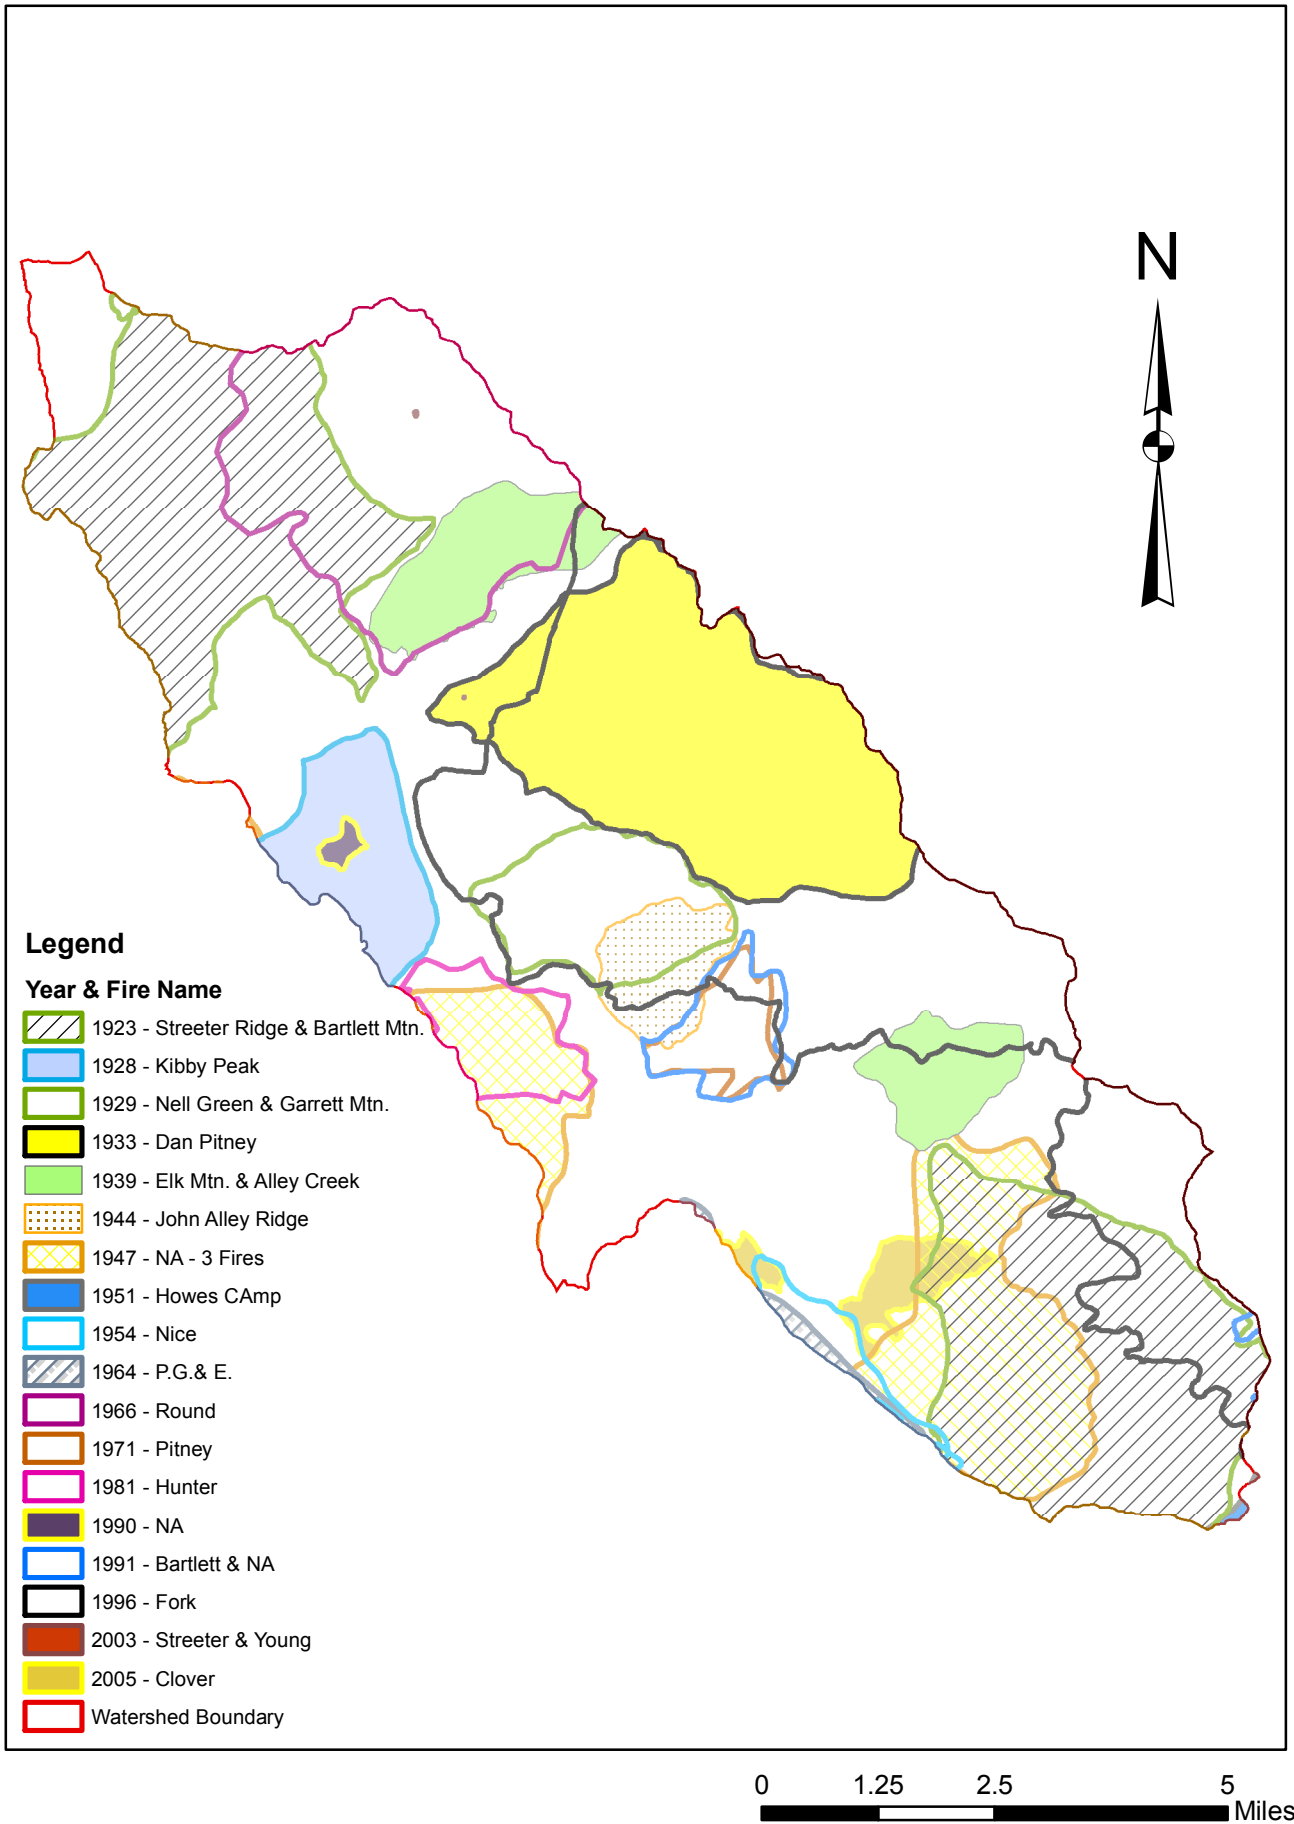 N
Legend
Year & Fire Name
1923 - Streeter Ridge & Bartlett Mtn.
1928 - Kibby Peak
1929 - Nell Green & Garrett Mtn.
1933 - Dan Pitney
1939 - Elk Mtn. & Alley Creek
1944 - John Alley Ridge
1947 - NA - 3 Fires
1951 - Howes CAmp
1954 - Nice
1964 - P.G.& E.
1966 - Round
1971 - Pitney
1981 - Hunter
1990 - NA
1991 - Bartlett & NA
1996 - Fork
2003 - Streeter & Young
2005 - Clover
Watershed Boundary
0 1.25 2.5 5
Miles